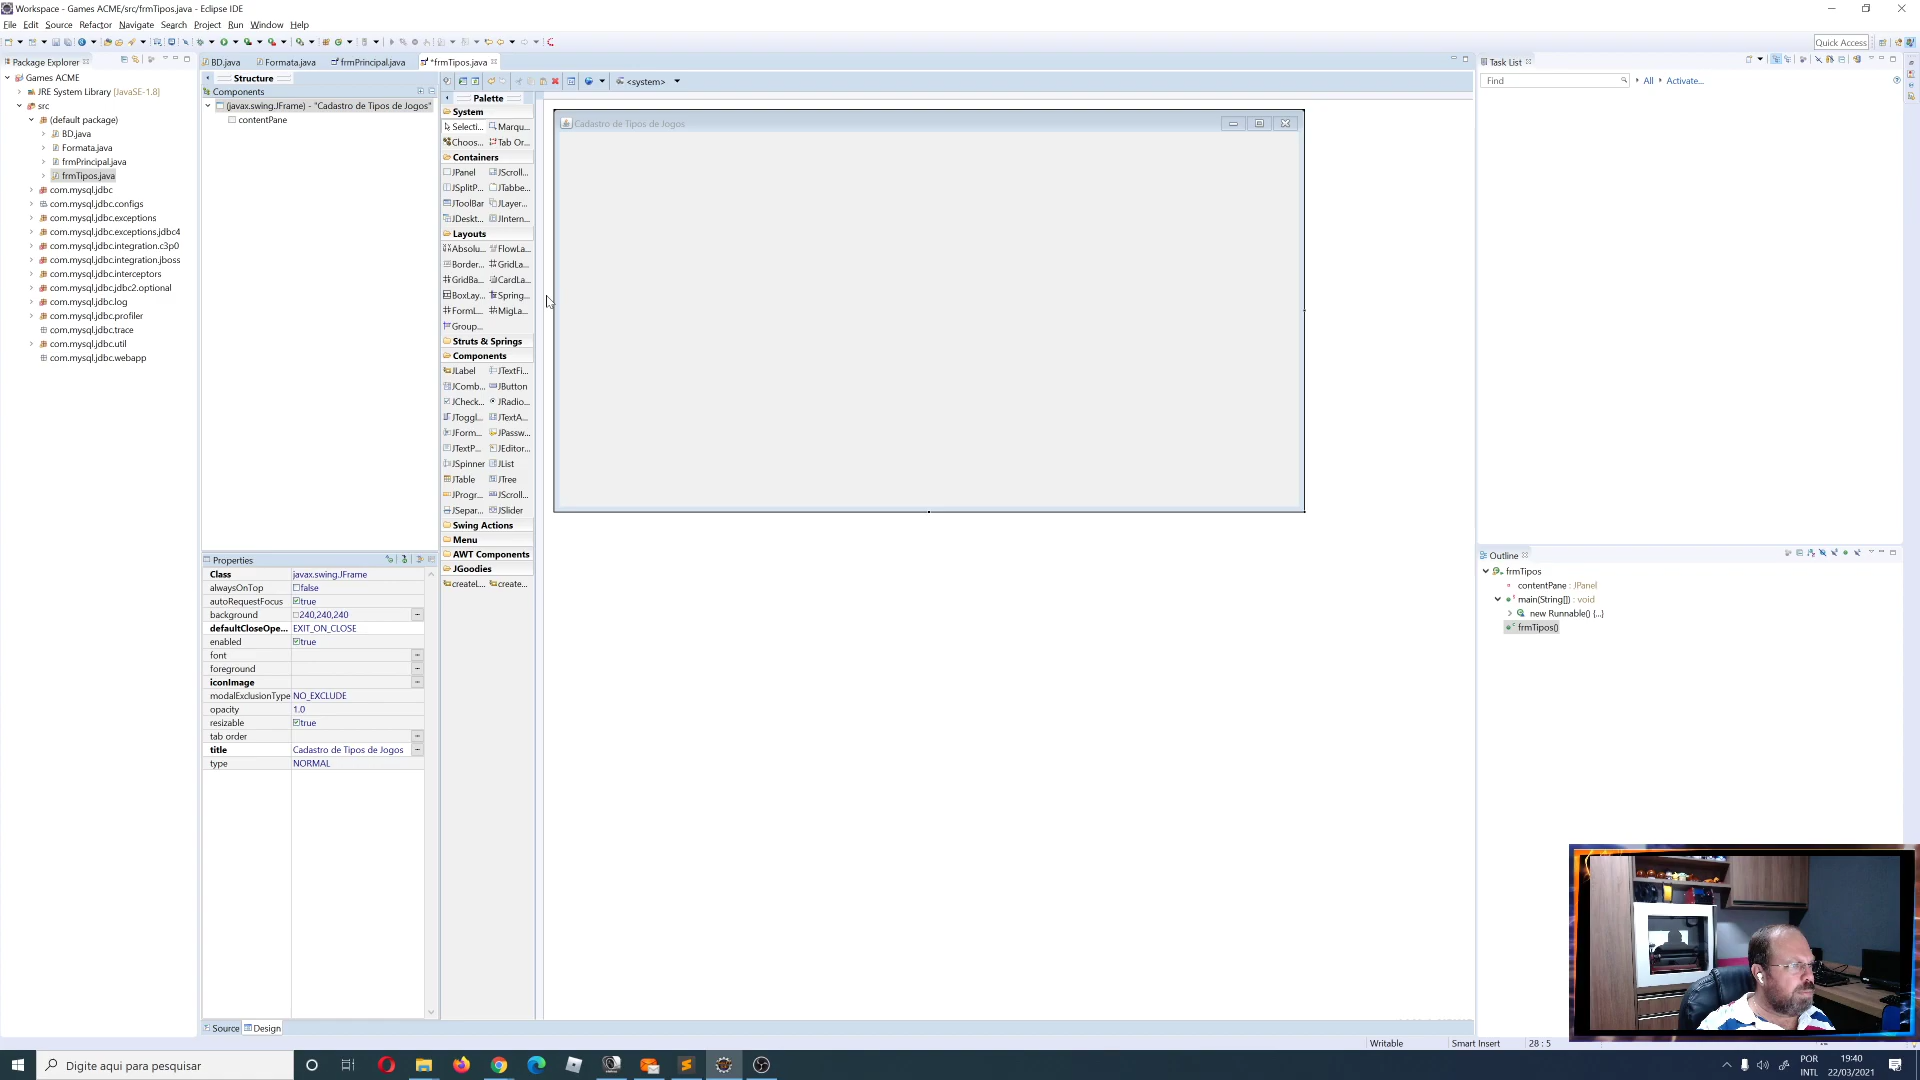 Workspace - Games ACME/src/frmTipos.java - Eclipse IDE
File Edit Source Refactor Navigate Search Project Run Window Help
Quick Access
Package Explorer
Games ACME
JRE System Library [JavaSE-1.8]
src
(default package)
BD.java
Formata.java
frmPrincipal.java
frmTipos.java
com.mysql.jdbc
com.mysql.jdbc.configs
com.mysql.jdbc.exceptions
com.mysql.jdbc.exceptions.jdbc4
com.mysql.jdbc.integration.c3p0
com.mysql.jdbc.integration.jboss
com.mysql.jdbc.interceptors
com.mysql.jdbc.jdbc2.optional
com.mysql.jdbc.log
com.mysql.jdbc.profiler
com.mysql.jdbc.trace
com.mysql.jdbc.util
com.mysql.jdbc.webapp
BD.java Formata.java frmPrincipal.java *frmTipos.java
Structure
Components
(javax.swing.JFrame) - "Cadastro de Tipos de Jogos"
contentPane
Properties
Class javax.swing.JFrame
alwaysOnTop false
autoRequestFocus true
background 240,240,240
defaultCloseOpe... EXIT_ON_CLOSE
enabled true
font
foreground
iconImage
modalExclusionType NO_EXCLUDE
opacity 1.0
resizable true
tab order
title Cadastro de Tipos de Jogos
type NORMAL
Source Design
<system>
Palette
System
Selecti... Marqu...
Choos... Tab Or...
Containers
JPanel JScroll...
JSplitP... JTabbe...
JToolBar JLayer...
JDeskt... JIntern...
Layouts
Absolu... FlowLa...
Border... GridLa...
GridBa... CardLa...
BoxLay... Spring...
FormL... MigLa...
Group...
Struts & Springs
Components
JLabel JTextFi...
JComb... JButton
JCheck... JRadio...
JToggl... JTextA...
JForm... JPassw...
JTextP... JEditor...
JSpinner JList
JTable JTree
JProgr... JScroll...
JSepar... JSlider
Swing Actions
Menu
AWT Components
JGoodies
createL... create...
Cadastro de Tipos de Jogos
Task List
Find All Activate...
Outline
frmTipos
contentPane : JPanel
main(String[]) : void
new Runnable() {...}
frmTipos()
Writable Smart Insert 28 : 5
Digite aqui para pesquisar
POR
INTL
19:40
22/03/2021